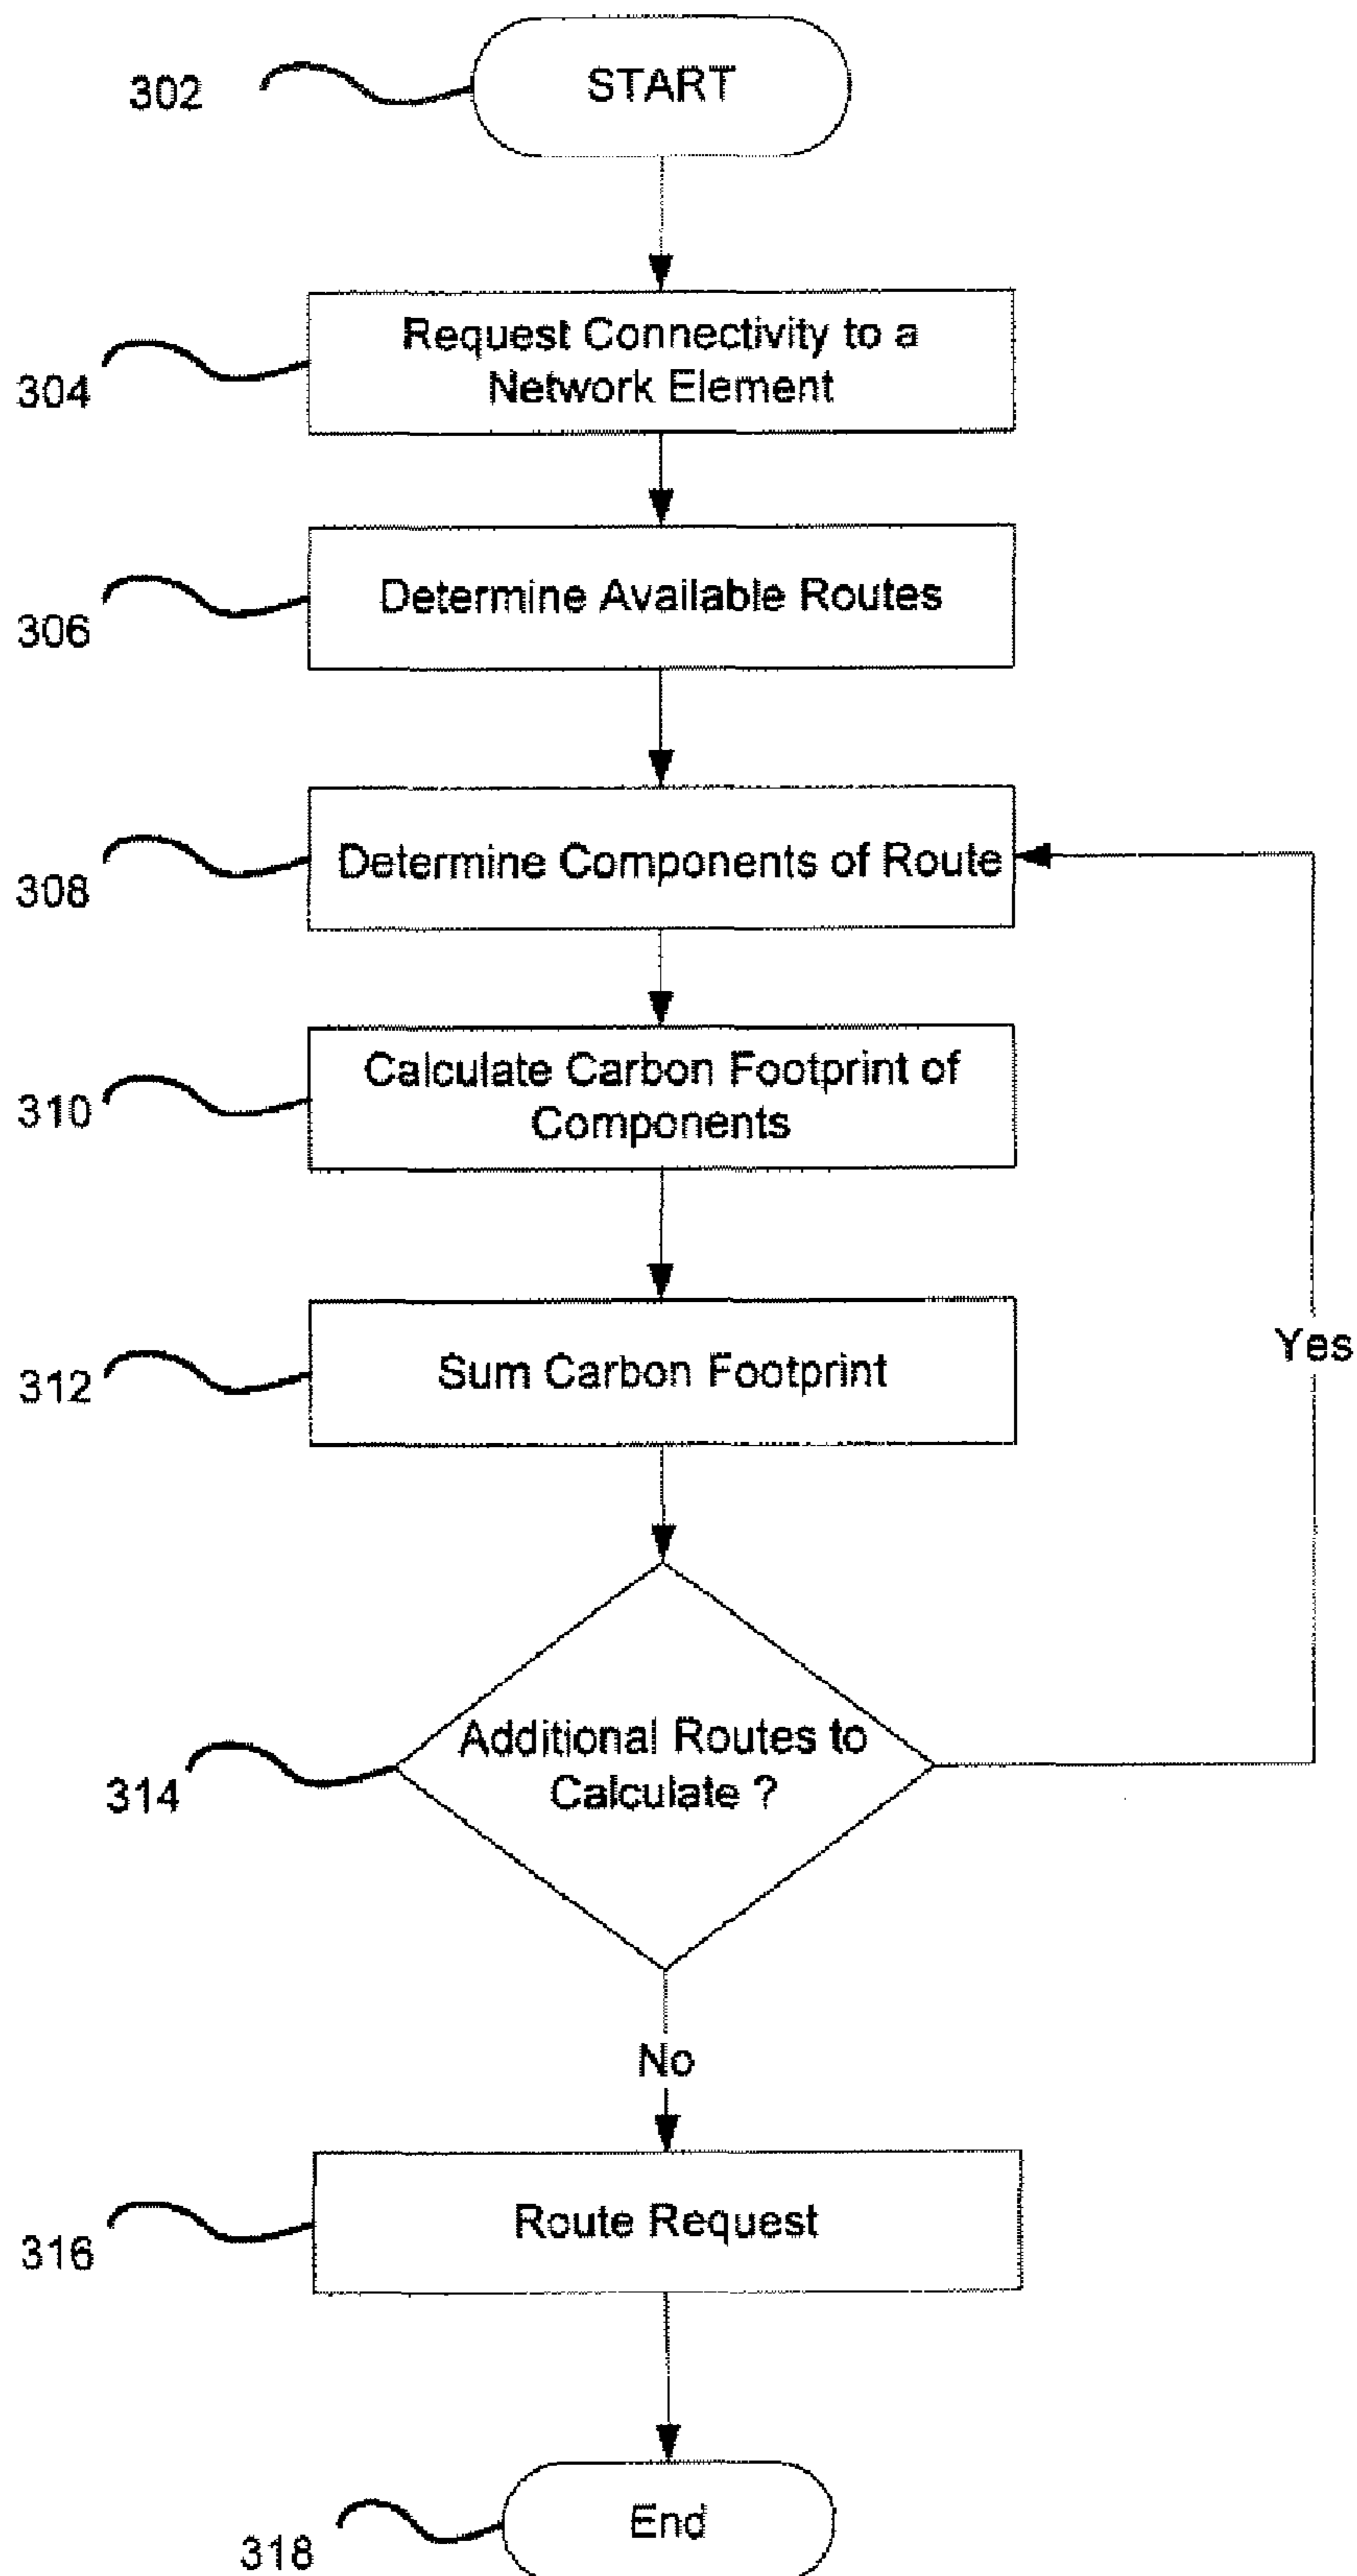 302
START
304
Request Connectivity to a
Network Element
306
Determine Available Routes
308
Determine Components of Route
310
Calculate Carbon Footprint of
Components
312
Sum Carbon Footprint
Yes
314
Additional Routes to
Calculate ?
No
316
Route Request
318
End